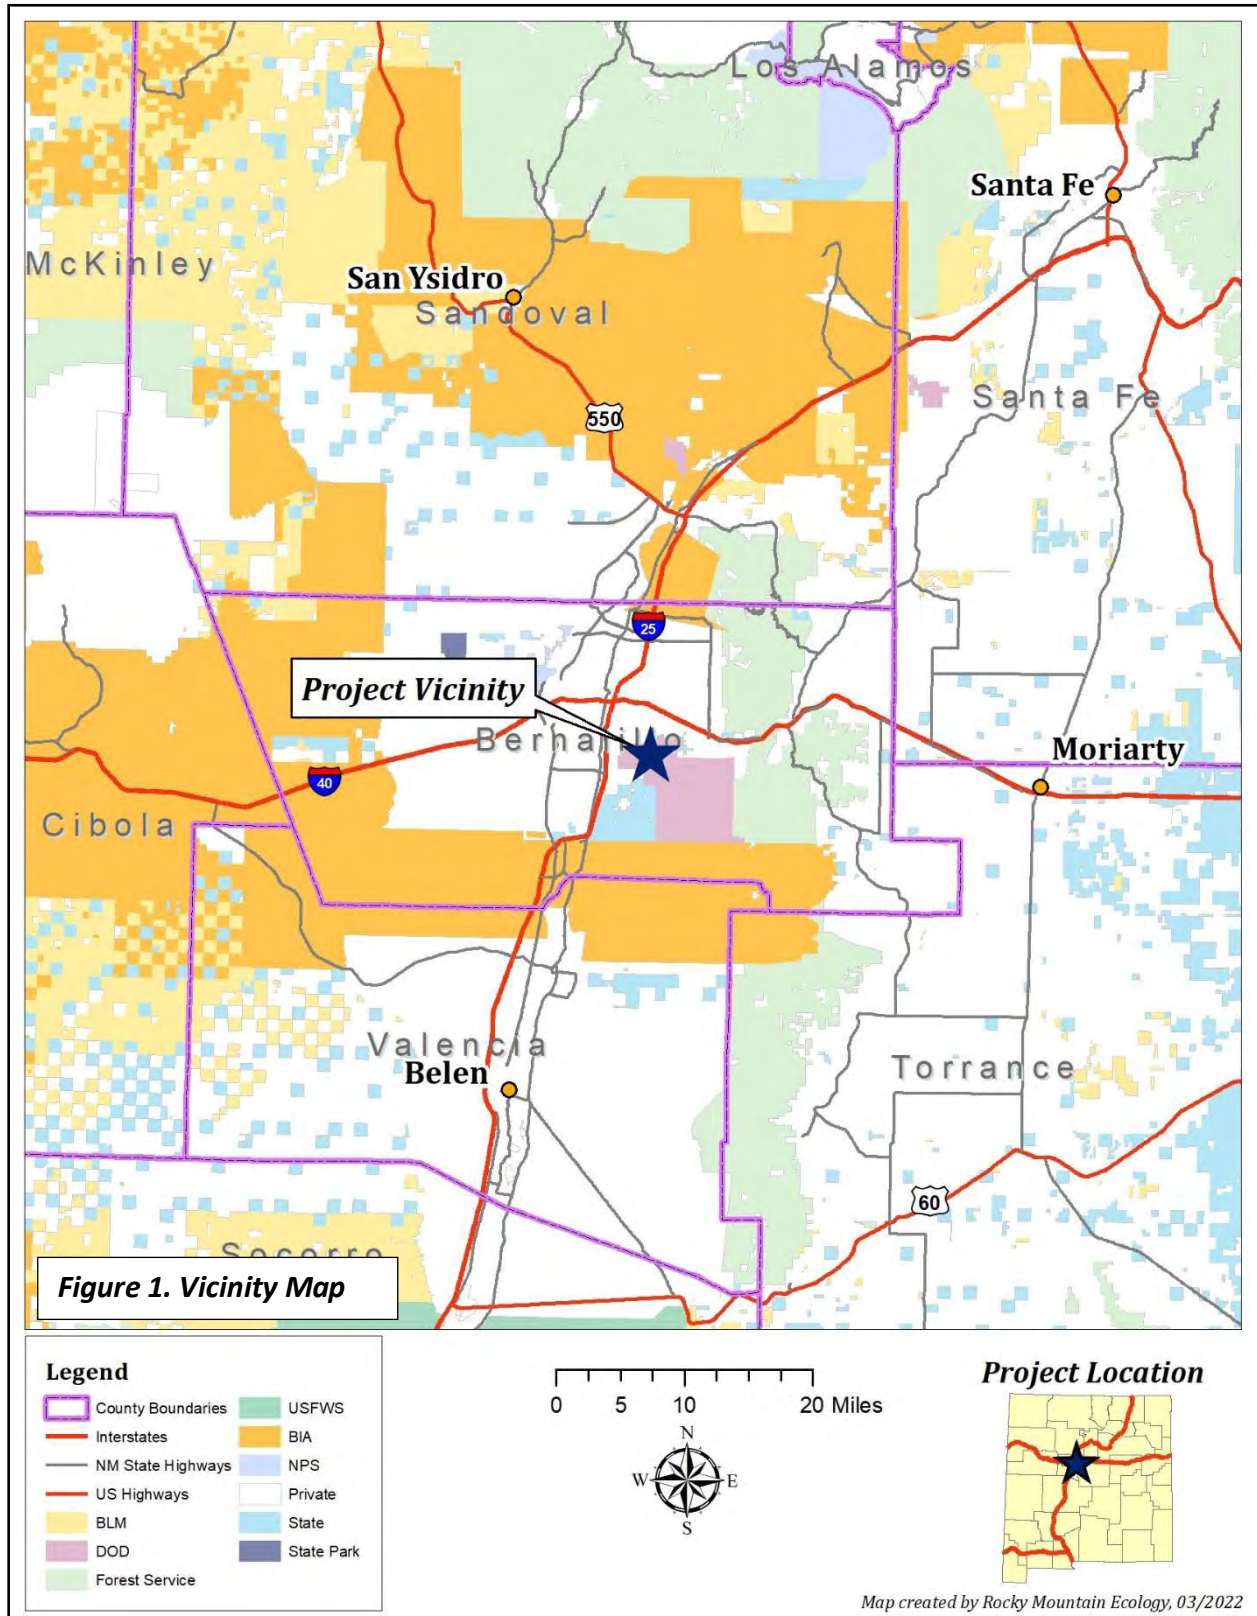 Los Alamos
Santa Fe
McKinley
San Ysidro
Sandoval
Santa Fe
550
25
Project Vicinity
Bernalillo
Moriarty
40
Cibola
Valencia
Belen
Torrance
60
Socorro
Figure 1. Vicinity Map
Legend
County Boundaries
Interstates
NM State Highways
US Highways
BLM
DOD
Forest Service
USFWS
BIA
NPS
Private
State
State Park
0 5 10 20 Miles
N
W E
S
Project Location
Map created by Rocky Mountain Ecology, 03/2022